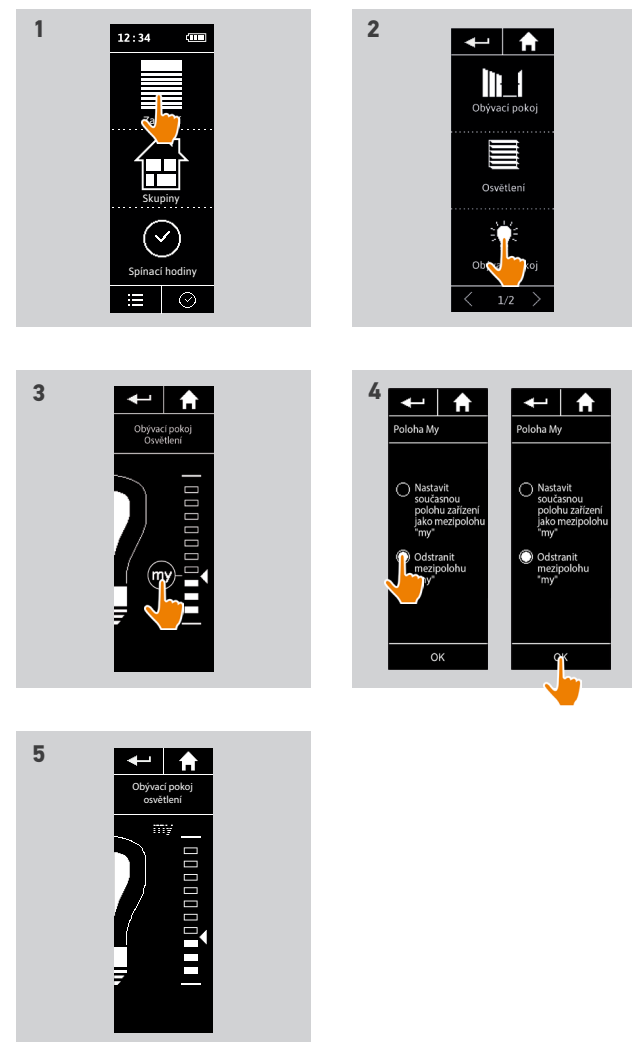 1
12:34
Skupiny
Spínací hodiny
2
Obývací pokoj
Osvětlení
1/2
3
Obývací pokoj
Osvětlení
my
4
Poloha My
Nastavit
současnou
polohu zařízení
jako mezipolohu
"my"
Odstranit
mezipolohu
OK
Poloha My
Nastavit
současnou
polohu zařízení
jako mezipolohu
"my"
Odstranit
mezipolohu
"my"
OK
5
Obývací pokoj
osvětlení
my